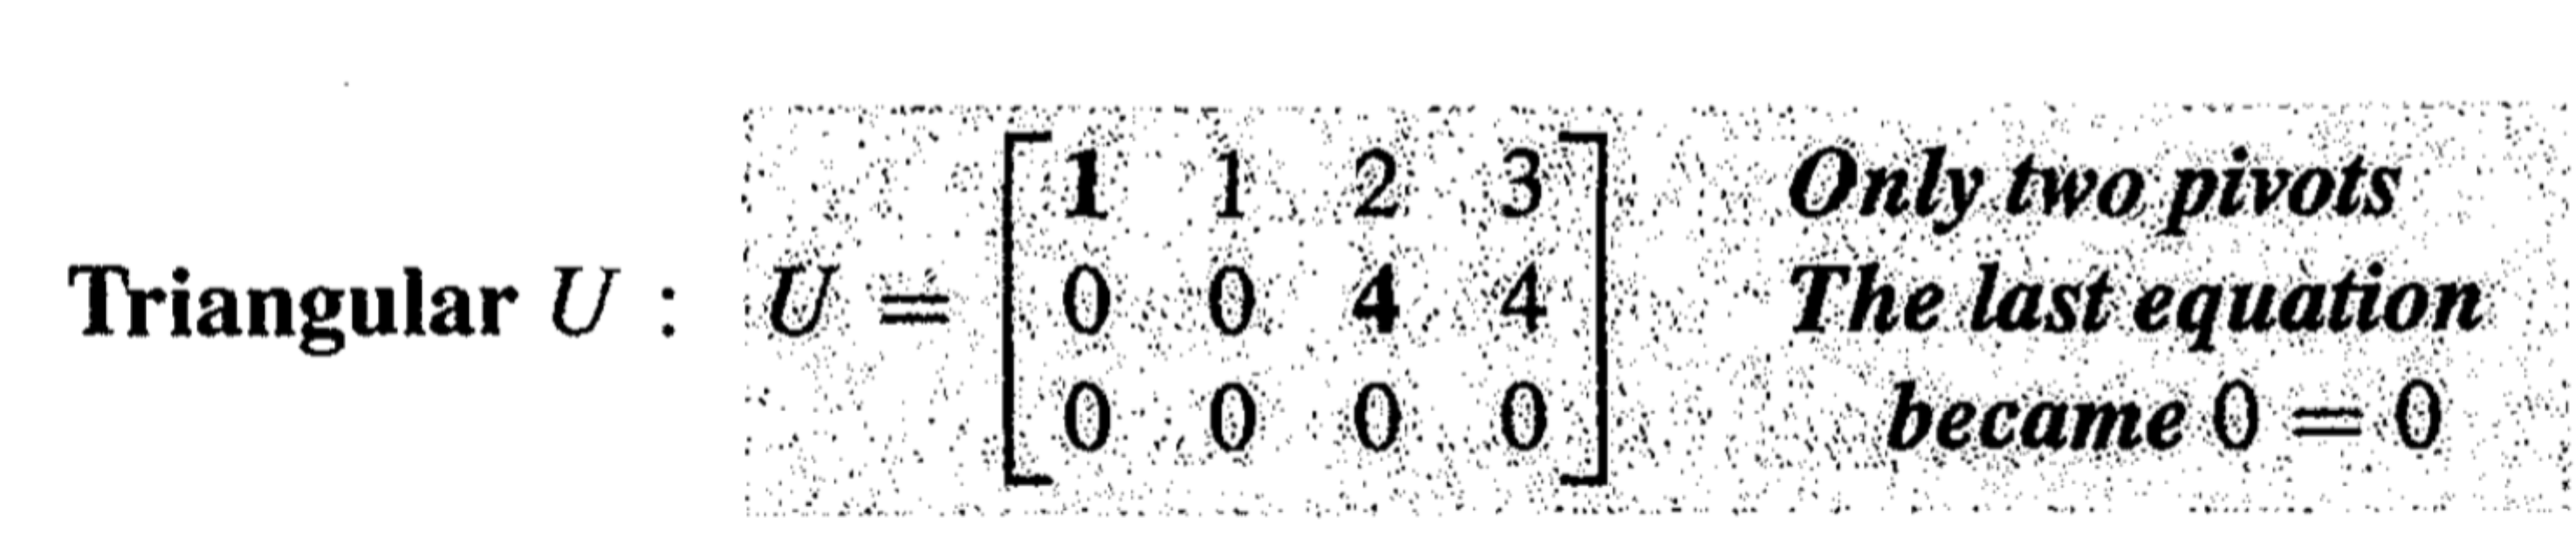 1 1 2 3 Only two pivots
Triangular U : U = 0 0 4 4 The last equation
0 0 0 0 became 0 = 0